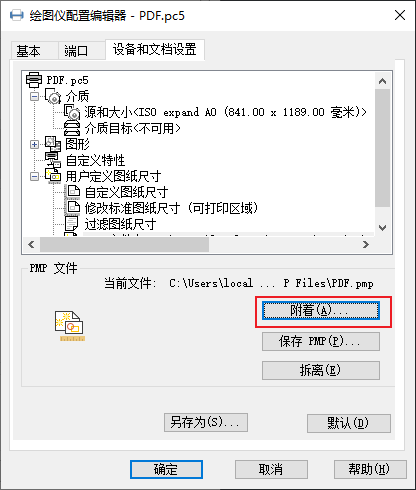 绘图仪配置编辑器 - PDF.pc5
基本 端口 设备和文档设置
PDF.pc5
介质
源和大小<ISO expand A0 (841.00 x 1189.00 毫米)>
介质目标<不可用>
图形
自定义特性
用户定义图纸尺寸
自定义图纸尺寸
修改标准图纸尺寸 (可打印区域)
过滤图纸尺寸
PMP 文件
当前文件: C:\Users\local ... P Files\PDF.pmp
附着(A)...
保存 PMP(P)...
拆离(E)
另存为(S)... 默认(D)
确定 取消 帮助(H)